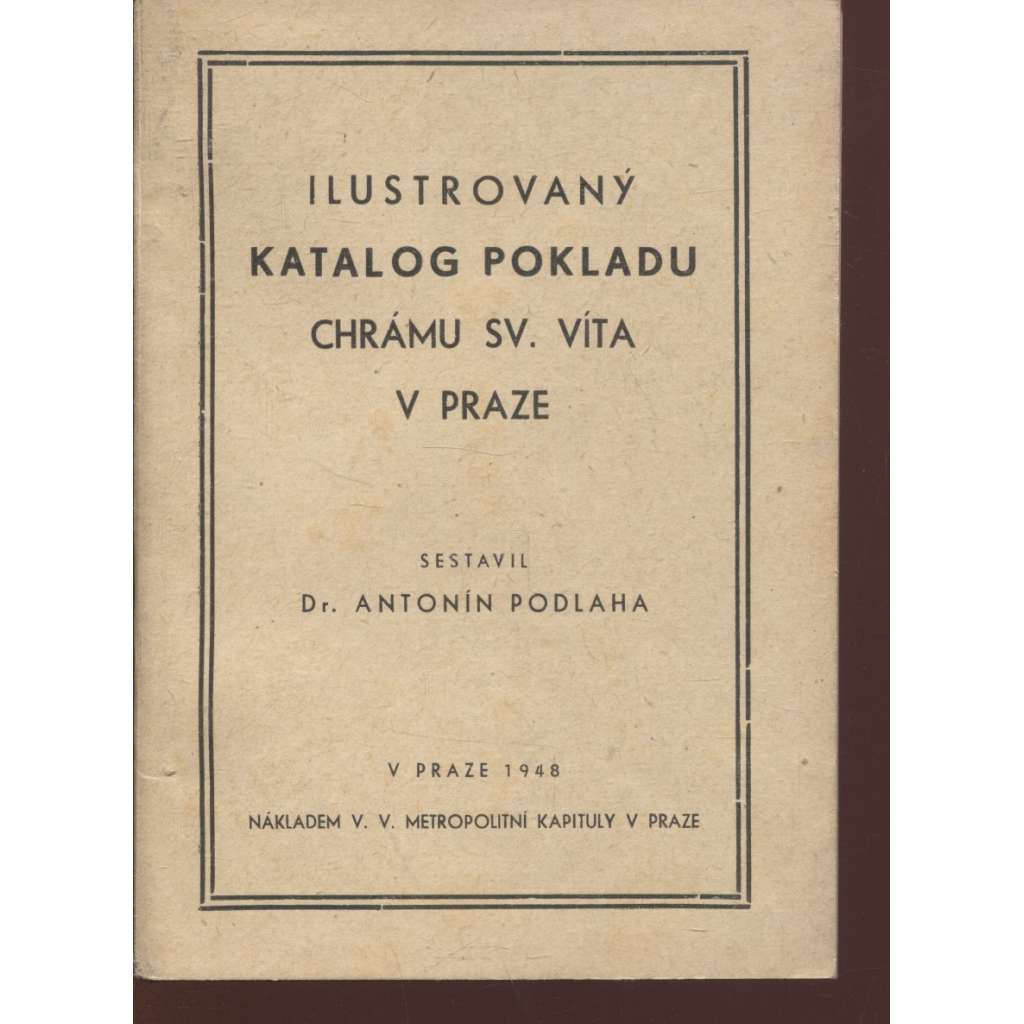 ILUSTROVANÝ
KATALOG POKLADU
CHRÁMU SV. VÍTA
V PRAZE
SESTAVIL
Dr. ANTONÍN PODLAHA
V PRAZE 1948
NÁKLADEM V. V. METROPOLITNÍ KAPITULY V PRAZE